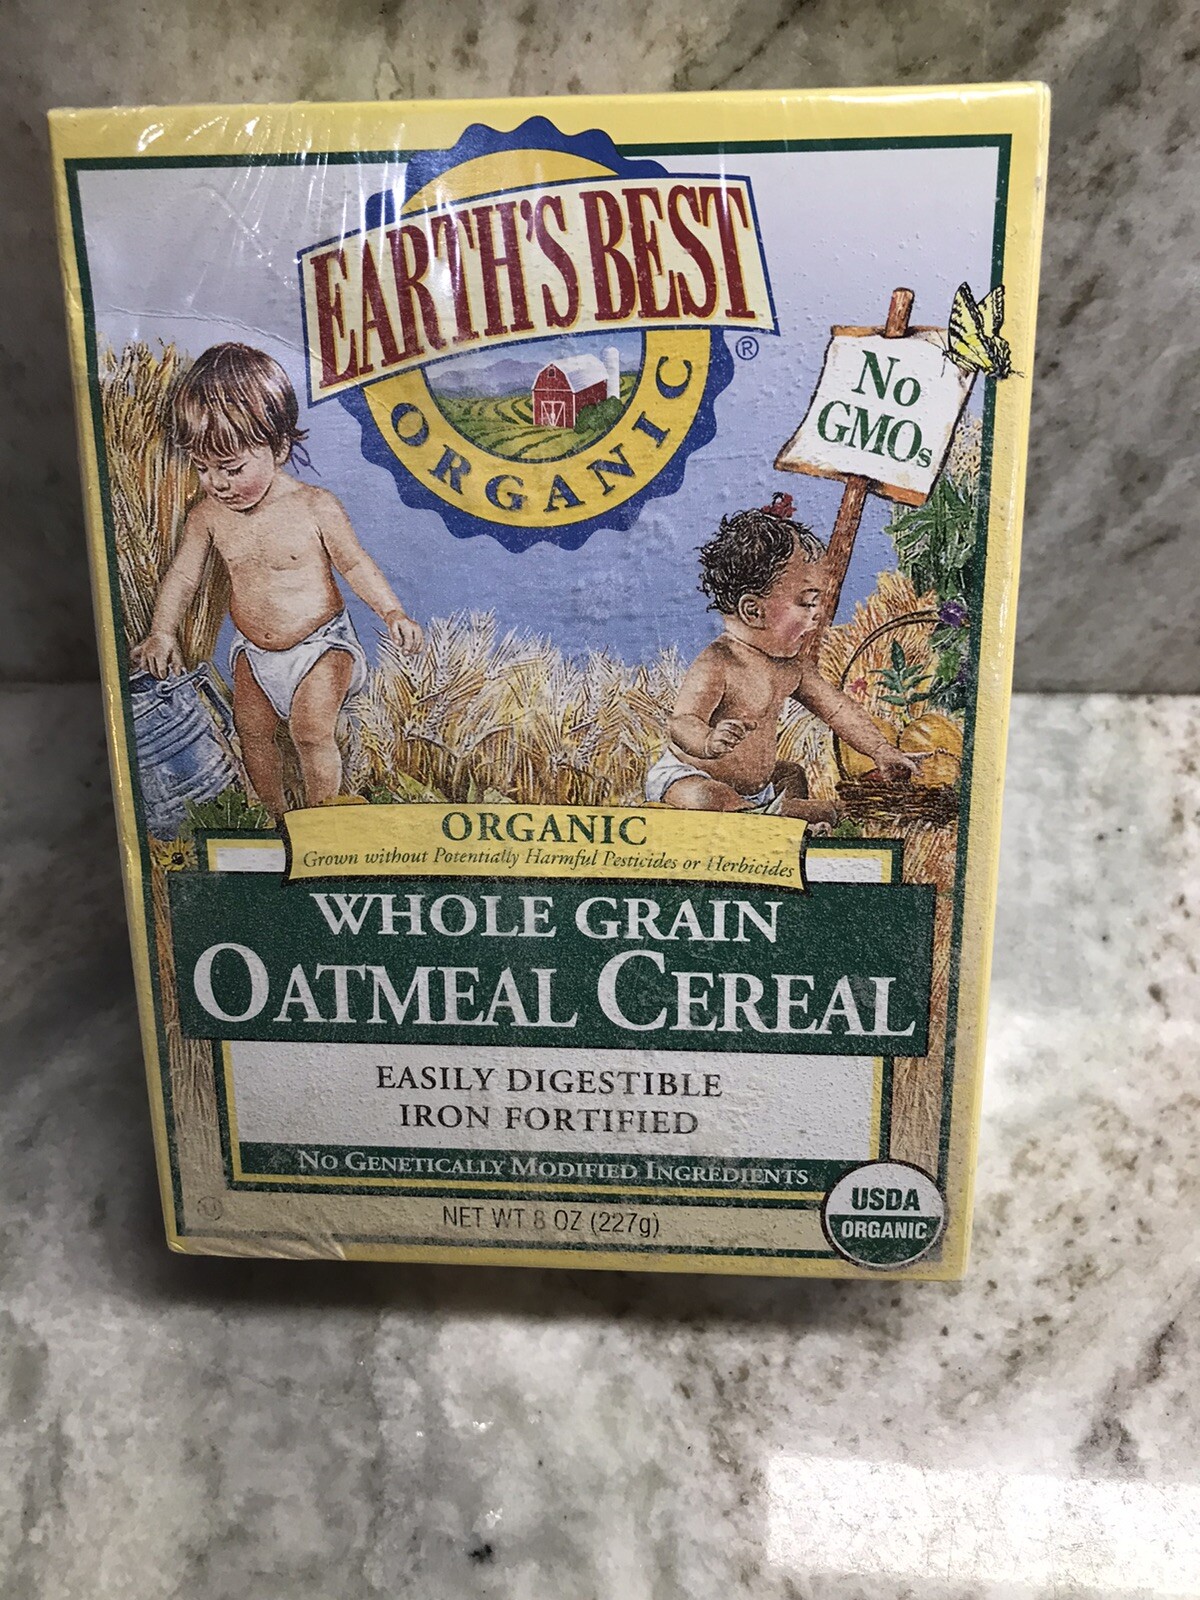 EARTH'S BEST
®
ORGANIC
No
GMOs
ORGANIC
Grown without Potentially Harmful Pesticides or Herbicides
WHOLE GRAIN
OATMEAL CEREAL
EASILY DIGESTIBLE
IRON FORTIFIED
NO GENETICALLY MODIFIED INGREDIENTS
U
NET WT 8 OZ (227g)
USDA
ORGANIC